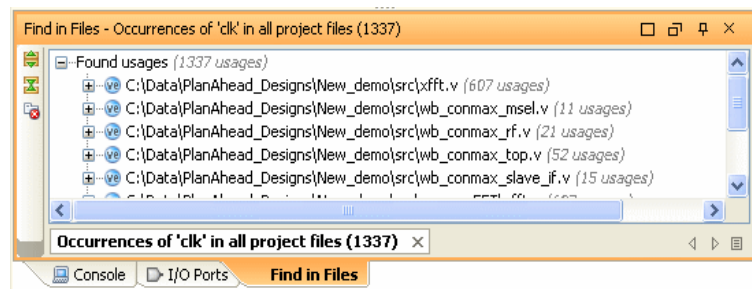 Find in Files - Occurrences of 'clk' in all project files (1337)
Found usages (1337 usages)
C:\Data\PlanAhead_Designs\New_demo\src\xfft.v (607 usages)
C:\Data\PlanAhead_Designs\New_demo\src\wb_conmax_msel.v (11 usages)
C:\Data\PlanAhead_Designs\New_demo\src\wb_conmax_rf.v (21 usages)
C:\Data\PlanAhead_Designs\New_demo\src\wb_conmax_top.v (52 usages)
C:\Data\PlanAhead_Designs\New_demo\src\wb_conmax_slave_if.v (15 usages)
Occurrences of 'clk' in all project files (1337)
Console I/O Ports Find in Files